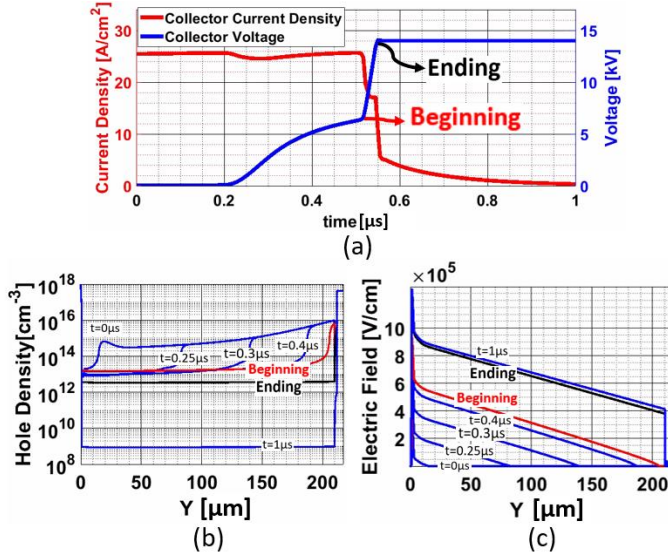 Collector Current Density
Collector Voltage
Current Density [A/cm²]
30
20
10
0
Ending
Beginning
Voltage [kV]
15
10
5
0
0 0.2 0.4 0.6 0.8 1
time[µs]
(a)
Hole Density[cm⁻³]
10¹⁸
10¹⁶
10¹⁴
10¹²
10¹⁰
10⁸
t=0µs
t=0.25µs
t=0.3µs
t=0.4µs
Beginning
Ending
t=1µs
0 50 100 150 200
Y [µm]
(b)
×10⁵
Electric Field [V/cm]
10
8
6
4
2
t=1µs
Ending
Beginning
t=0.4µs
t=0.3µs
t=0.25µs
t=0µs
0 50 100 150 200
Y [µm]
(c)